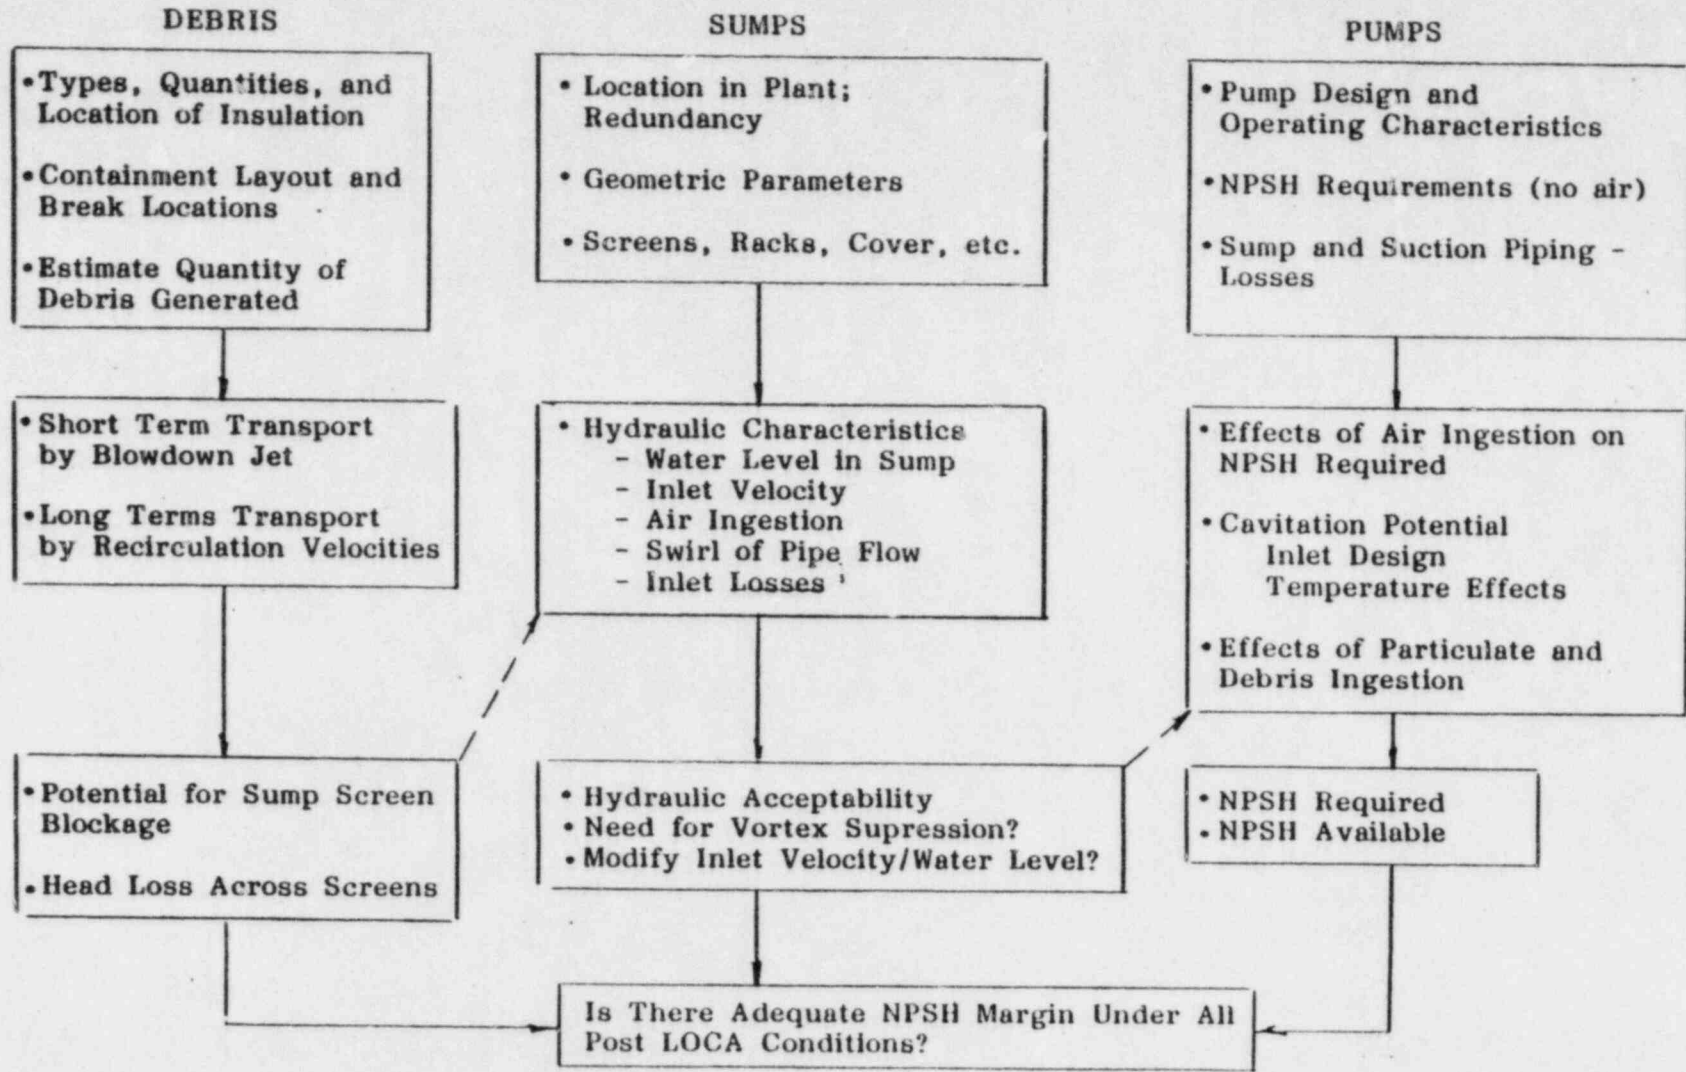 DEBRIS
•Types, Quantities, and
Location of Insulation
•Containment Layout and
Break Locations
•Estimate Quantity of
Debris Generated
•Short Term Transport
by Blowdown Jet
•Long Terms Transport
by Recirculation Velocities
•Potential for Sump Screen
Blockage
•Head Loss Across Screens
SUMPS
• Location in Plant;
Redundancy
• Geometric Parameters
• Screens, Racks, Cover, etc.
• Hydraulic Characteristics
- Water Level in Sump
- Inlet Velocity
- Air Ingestion
- Swirl of Pipe Flow
- Inlet Losses
• Hydraulic Acceptability
• Need for Vortex Supression?
• Modify Inlet Velocity/Water Level?
PUMPS
• Pump Design and
Operating Characteristics
•NPSH Requirements (no air)
• Sump and Suction Piping -
Losses
• Effects of Air Ingestion on
NPSH Required
• Cavitation Potential
Inlet Design
Temperature Effects
•Effects of Particulate and
Debris Ingestion
• NPSH Required
• NPSH Available
Is There Adequate NPSH Margin Under All
Post LOCA Conditions?